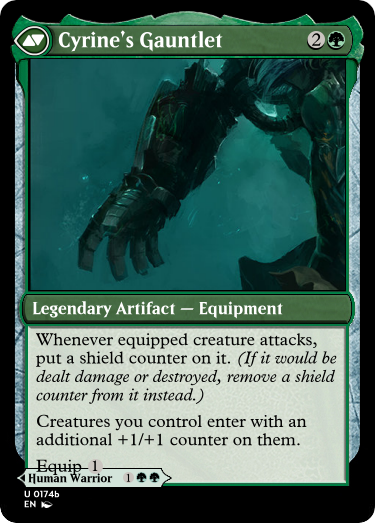 Cyrine's Gauntlet 2
Legendary Artifact — Equipment
Whenever equipped creature attacks,
put a shield counter on it. (If it would be
dealt damage or destroyed, remove a shield
counter from it instead.)
Creatures you control enter with an
additional +1/+1 counter on them.
Equip 1
Human Warrior 1
U 0174b
EN